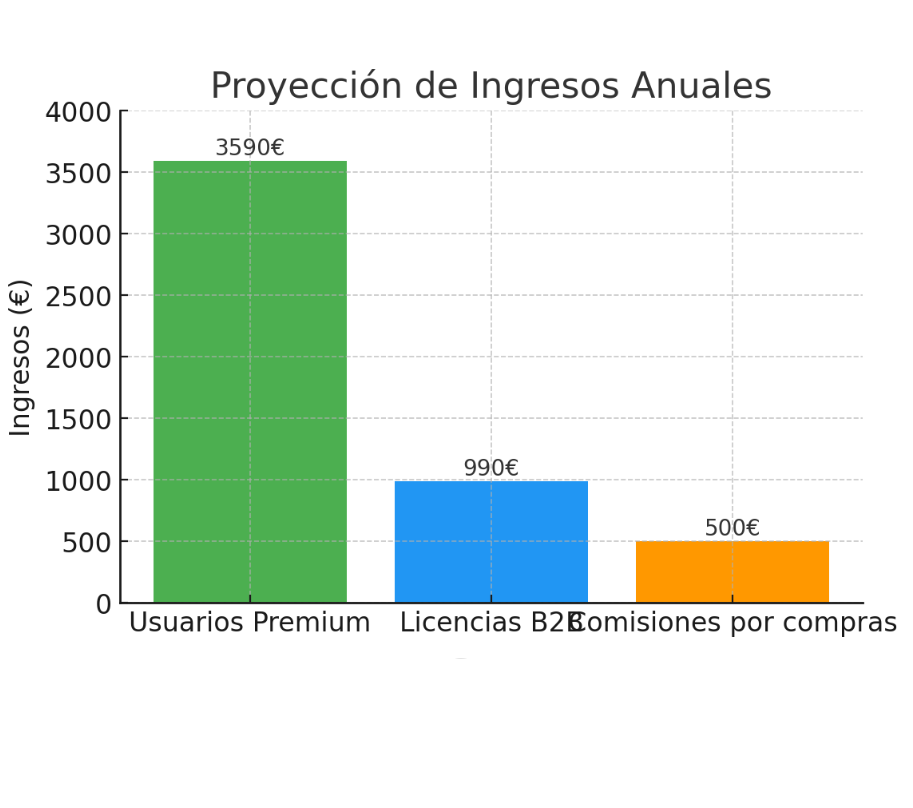 Proyección de Ingresos Anuales
Ingresos (€)
4000
3500
3000
2500
2000
1500
1000
500
0
3590€
990€
500€
Usuarios Premium
Licencias B2B
Comisiones por compras